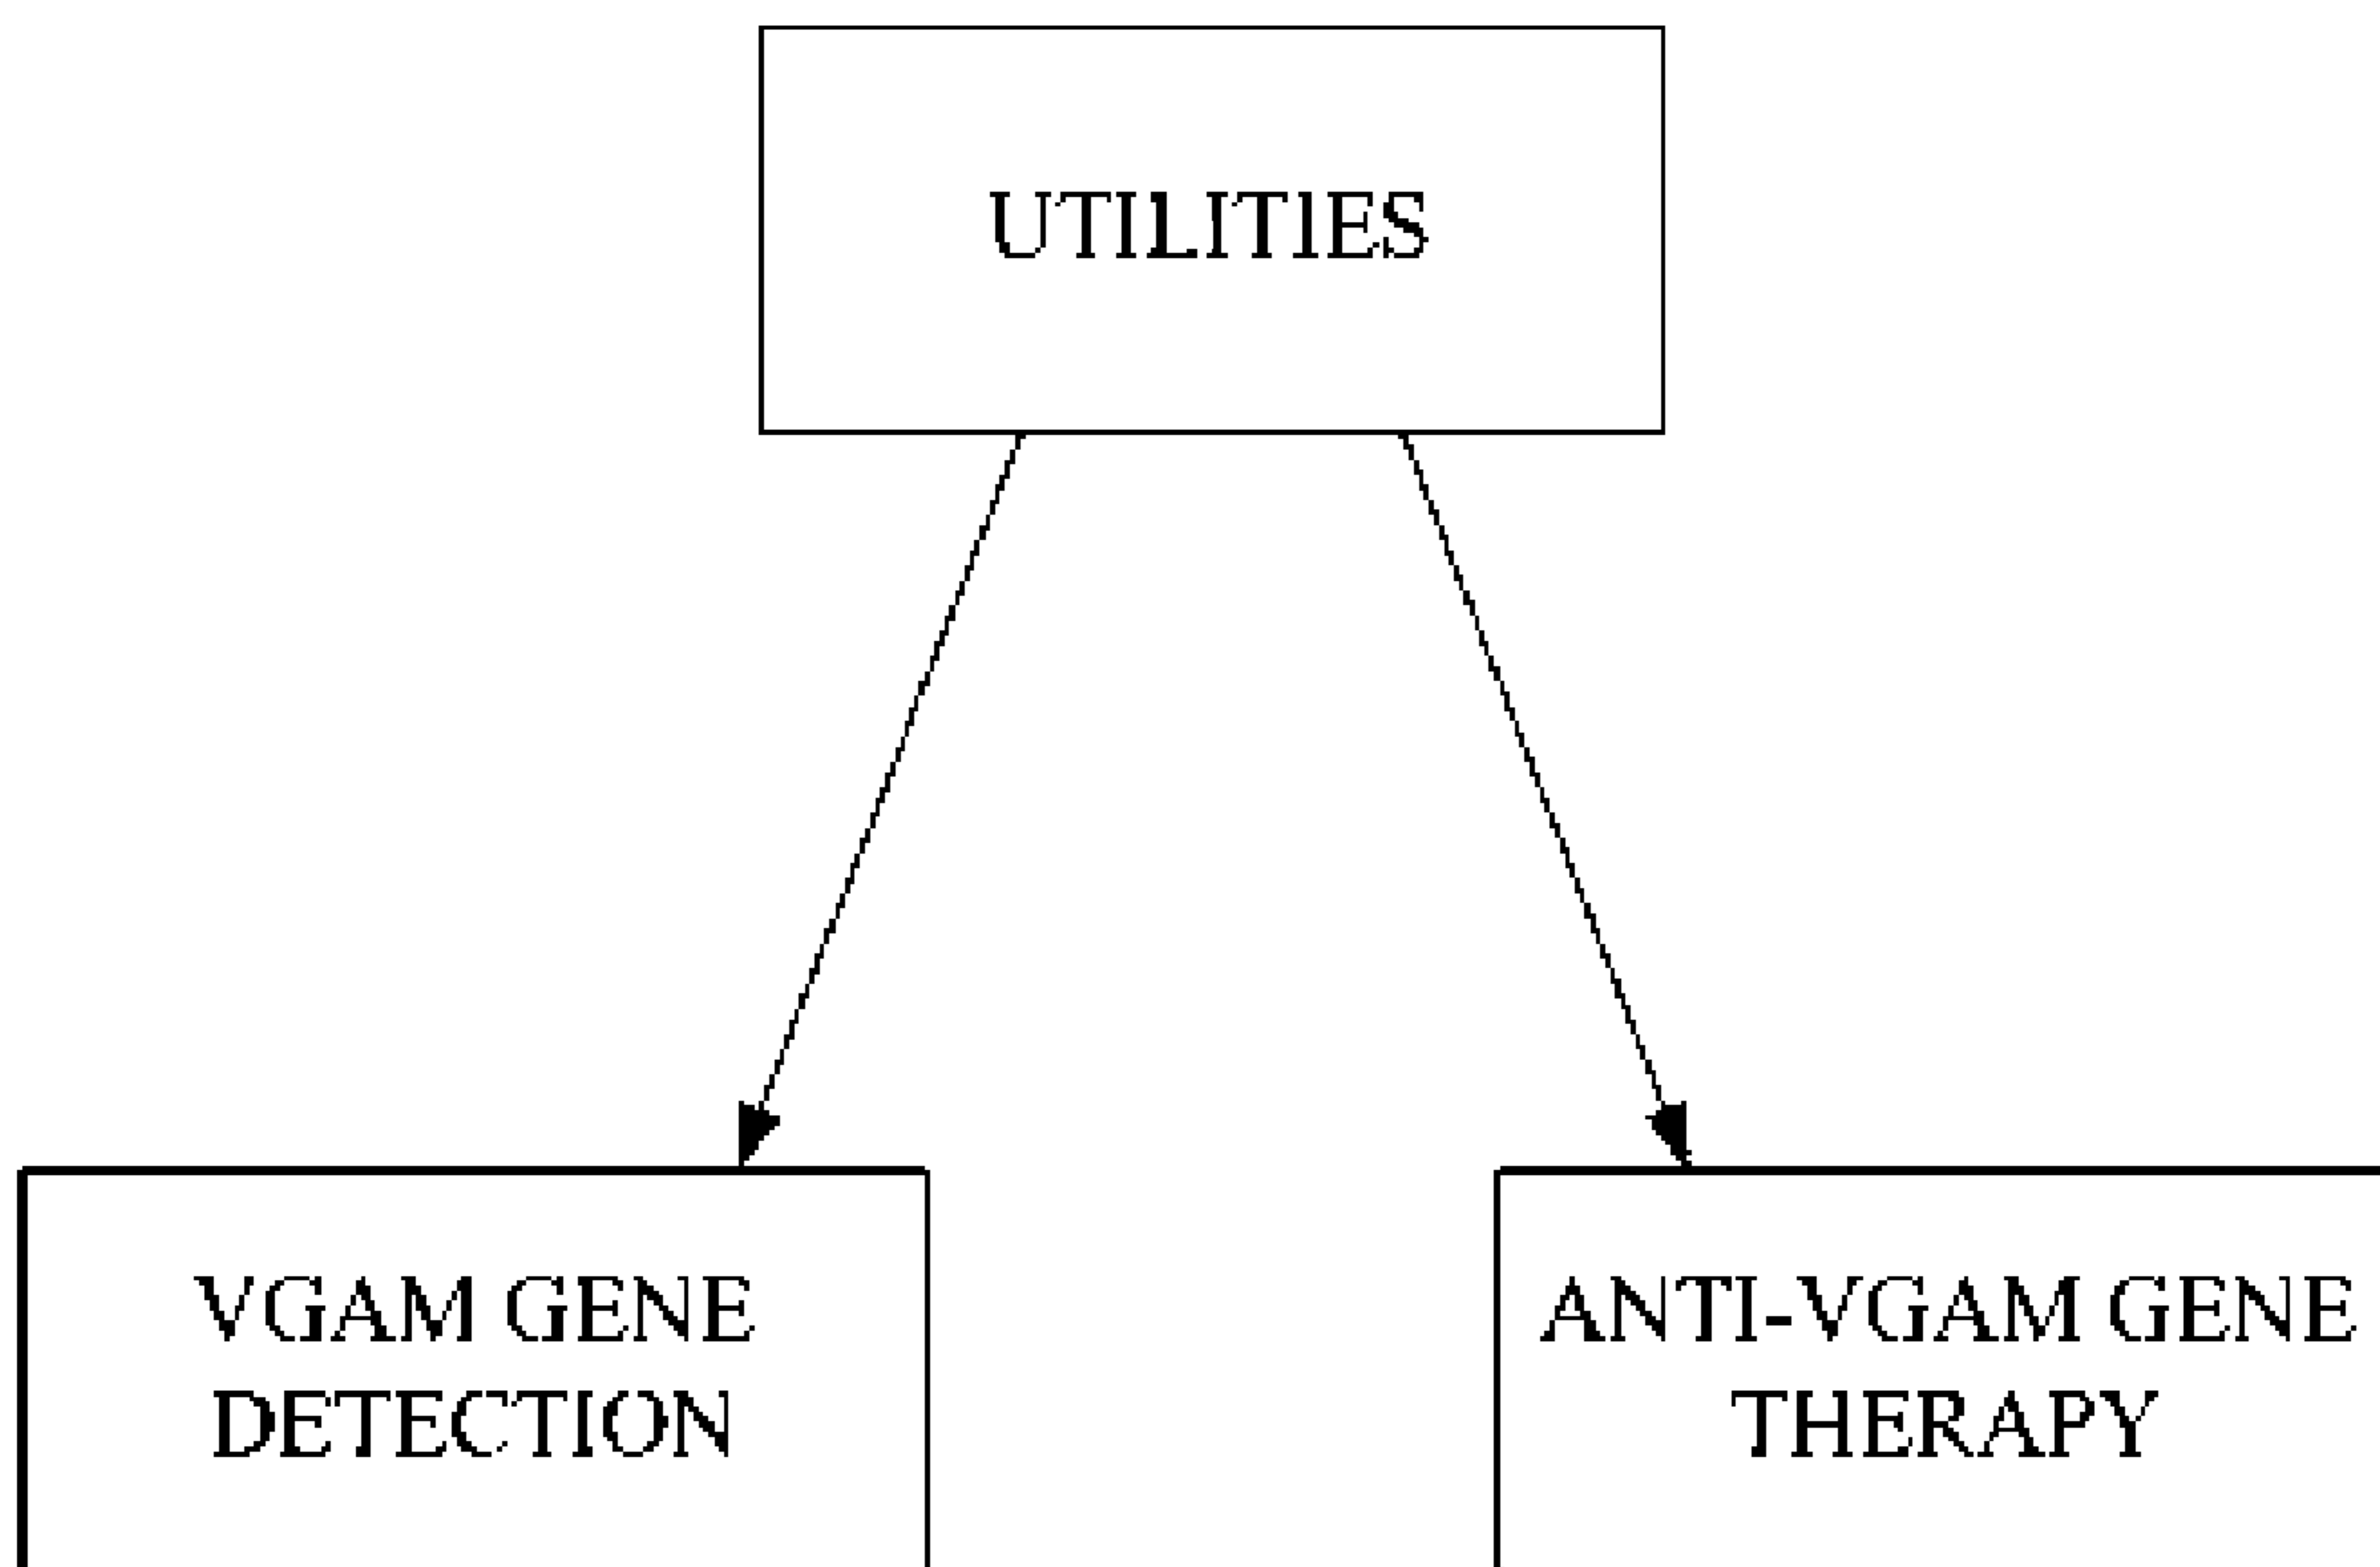 UTILITIES
VGAM GENE
DETECTION
ANTI-VGAM GENE
THERAPY